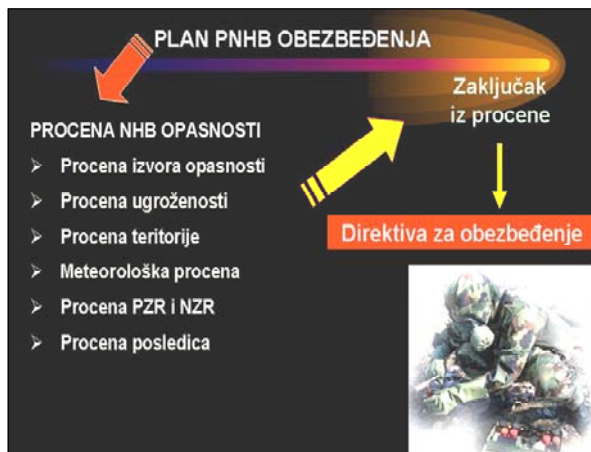 PLAN PNHB OBEZBEĐENJA
PROCENA NHB OPASNOSTI
Procena izvora opasnosti
Procena ugroženosti
Procena teritorije
Meteorološka procena
Procena PZR i NZR
Procena posledica
Zaključak
iz procene
Direktiva za obezbeđenje